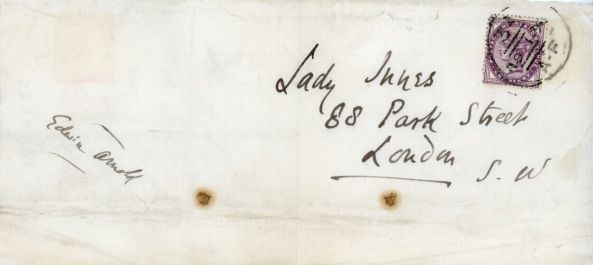 Lady Innes
88 Park Street
London
S. W
Edwin Arnold